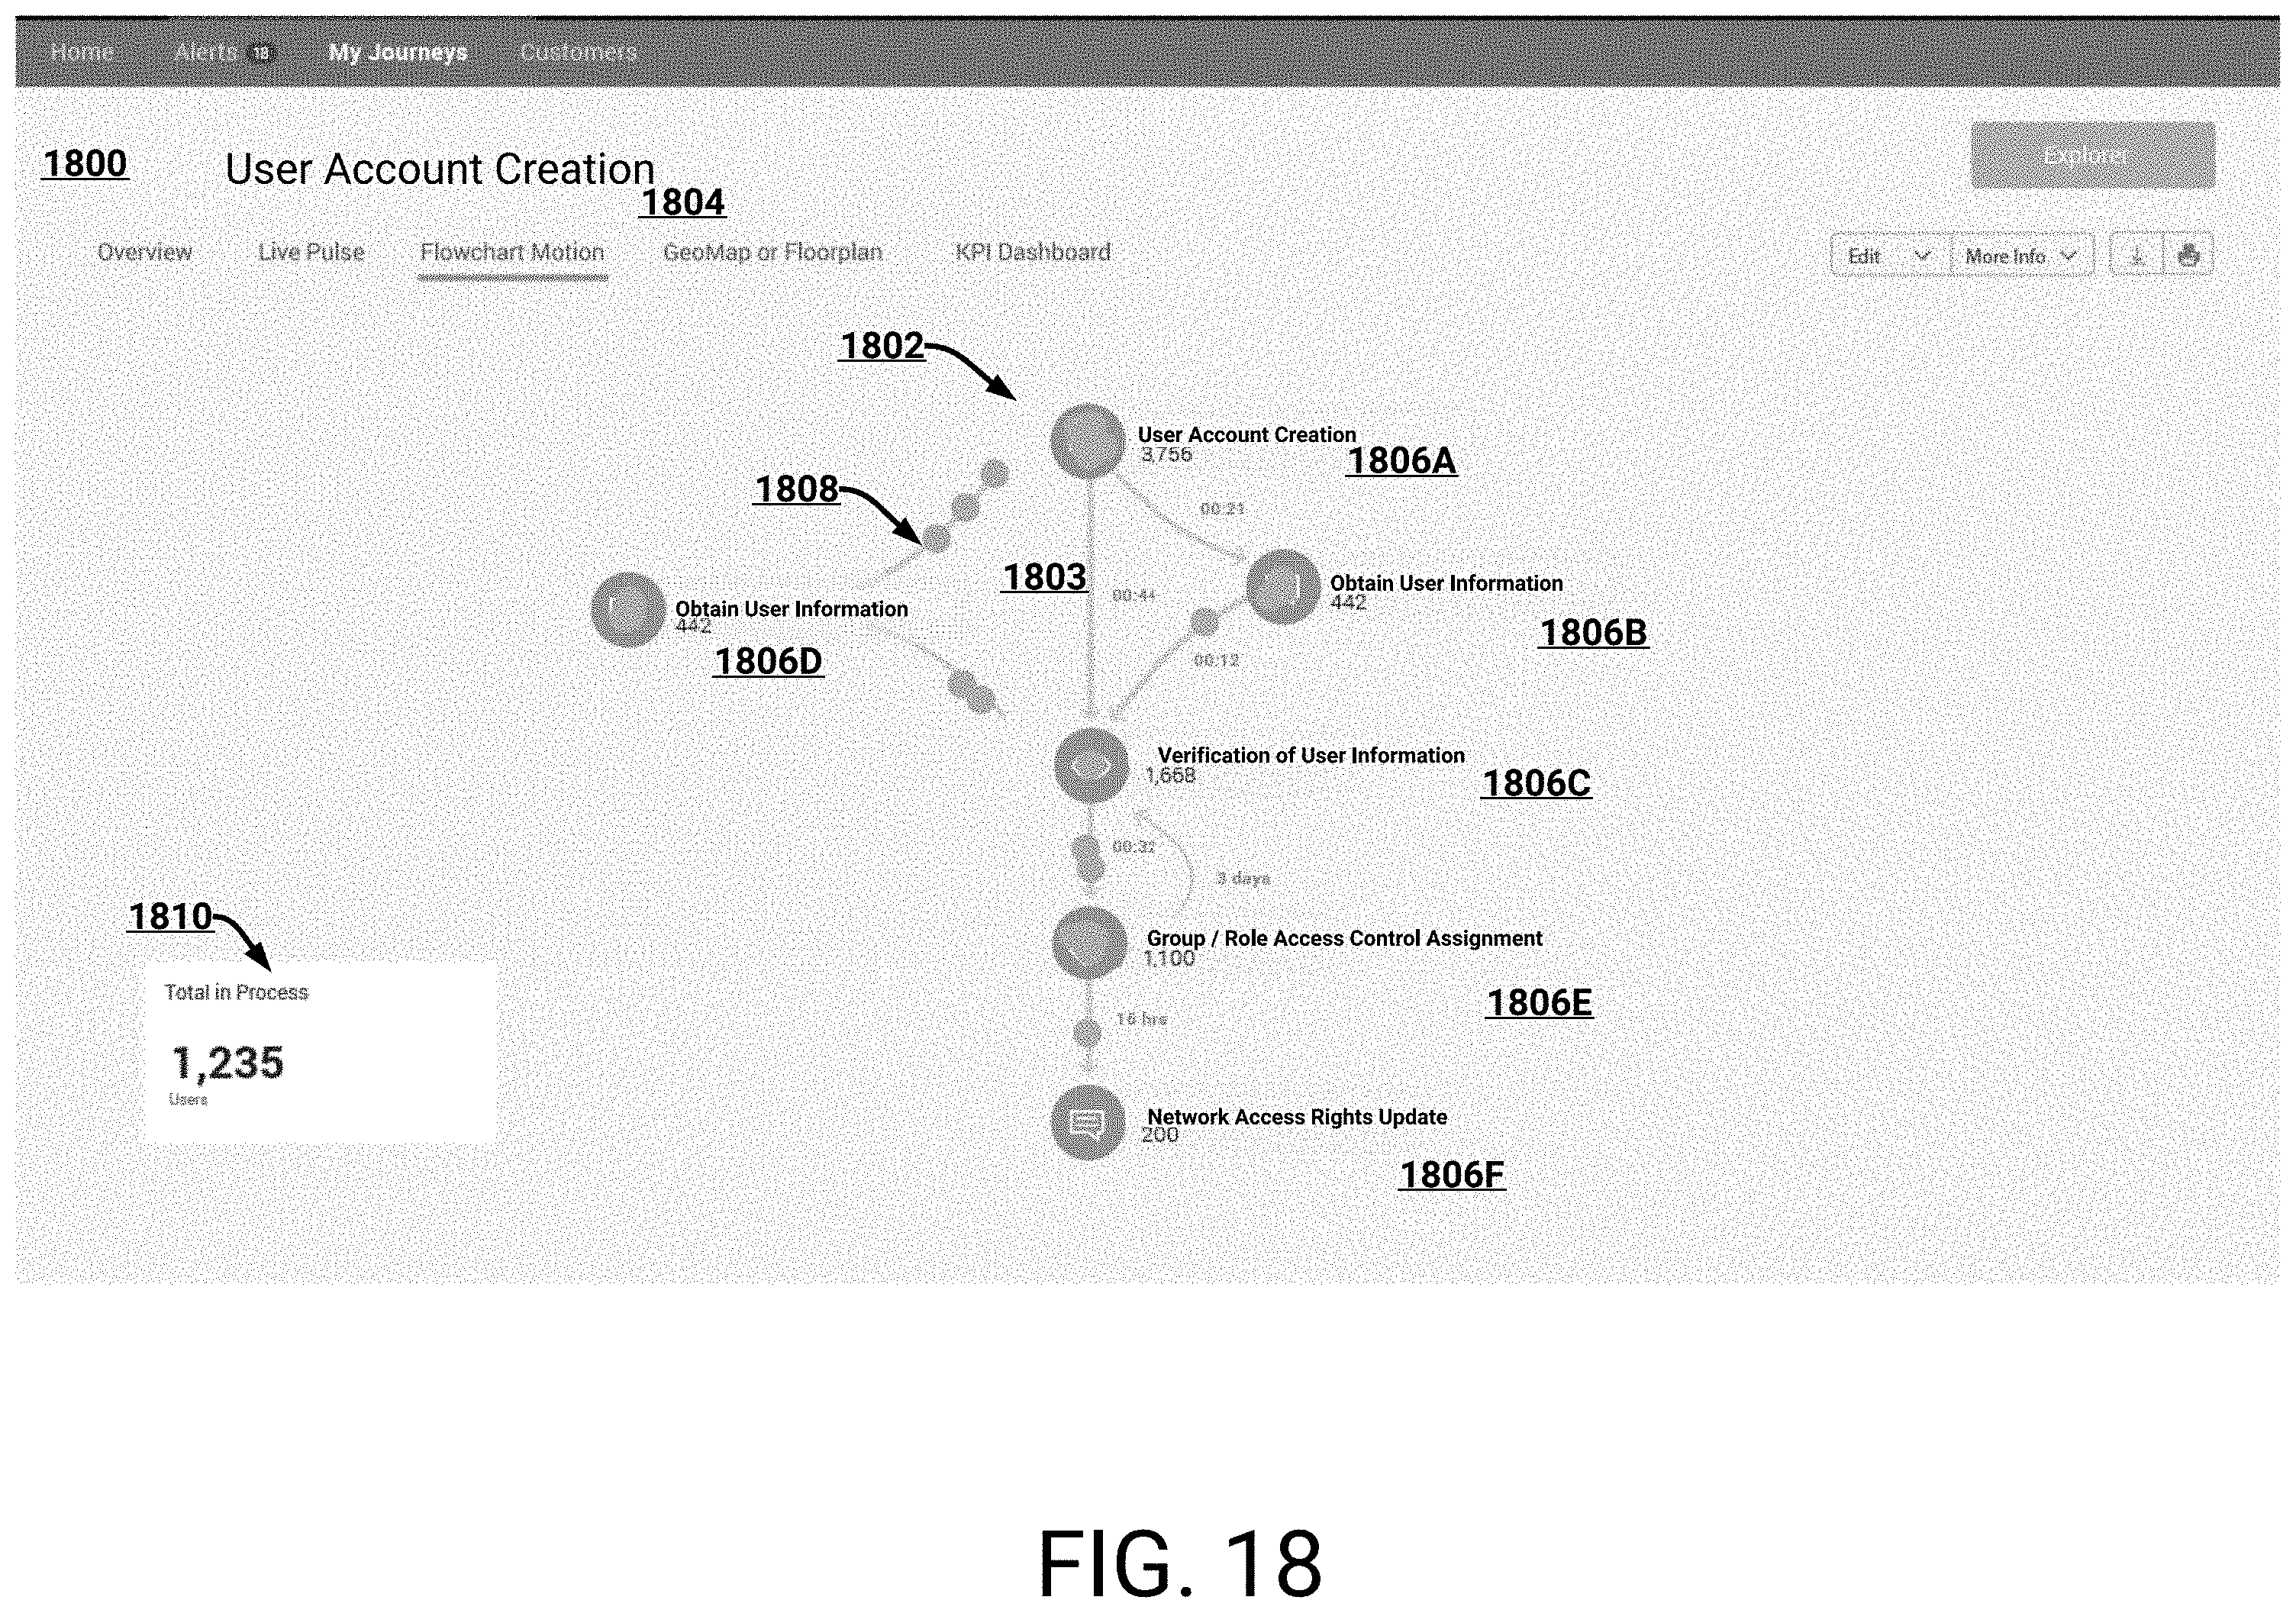 Home Alerts 18 My Journeys Customers
Explorer
1800 User Account Creation
1804
Overview Live Pulse Flowchart Motion GeoMap or Floorplan KPI Dashboard
Edit More Info
1802
User Account Creation
3,756
1806A
1808
00:21
1803
00:44
Obtain User Information
442
1806B
Obtain User Information
442
1806D
00:12
Verification of User Information
1,668
1806C
00:32
3 days
1810
Group / Role Access Control Assignment
1,100
1806E
Total in Process
1,235
Users
16 hrs
Network Access Rights Update
200
1806F
FIG. 18